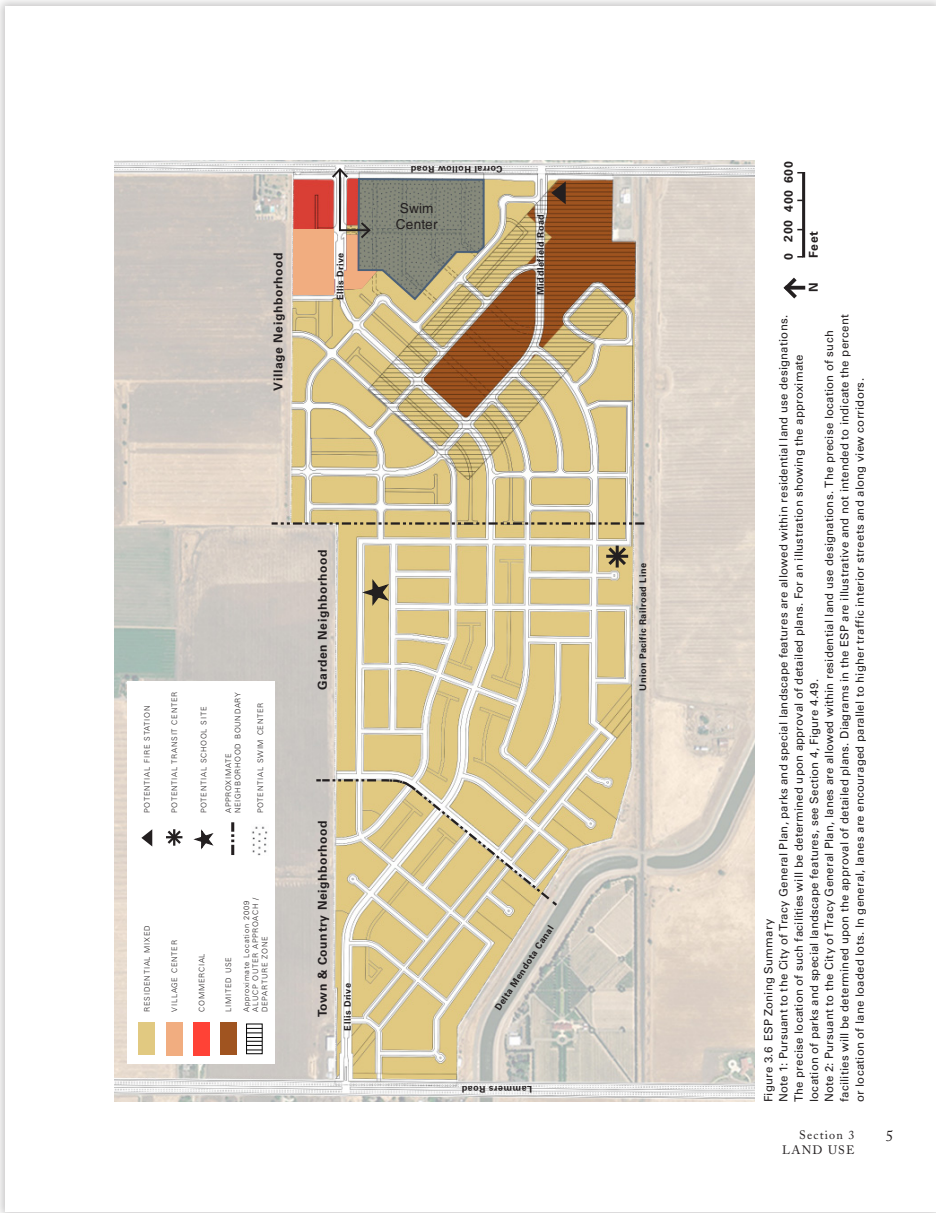 Corral Hollow Road
Swim
Center
Ellis Drive
Middlefield Road
Village Neighborhood
Garden Neighborhood
Town & Country Neighborhood
Union Pacific Railroad Line
Delta Mendota Canal
Ellis Drive
Lammers Road
RESIDENTIAL MIXED
VILLAGE CENTER
COMMERCIAL
LIMITED USE
Approximate Location 2009
ALUCP OUTER APPROACH /
DEPARTURE ZONE
POTENTIAL FIRE STATION
POTENTIAL TRANSIT CENTER
POTENTIAL SCHOOL SITE
APPROXIMATE
NEIGHBORHOOD BOUNDARY
POTENTIAL SWIM CENTER
0 200 400 600
Feet
N
Figure 3.6 ESP Zoning Summary
Note 1: Pursuant to the City of Tracy General Plan, parks and special landscape features are allowed within residential land use designations.
The precise location of such facilities will be determined upon approval of detailed plans. For an illustration showing the approximate
location of parks and special landscape features, see Section 4, Figure 4.49.
Note 2: Pursuant to the City of Tracy General Plan, lanes are allowed within residential land use designations. The precise location of such
facilities will be determined upon the approval of detailed plans. Diagrams in the ESP are illustrative and not intended to indicate the percent
or location of lane loaded lots. In general, lanes are encouraged parallel to higher traffic interior streets and along view corridors.
Section 3
LAND USE
5